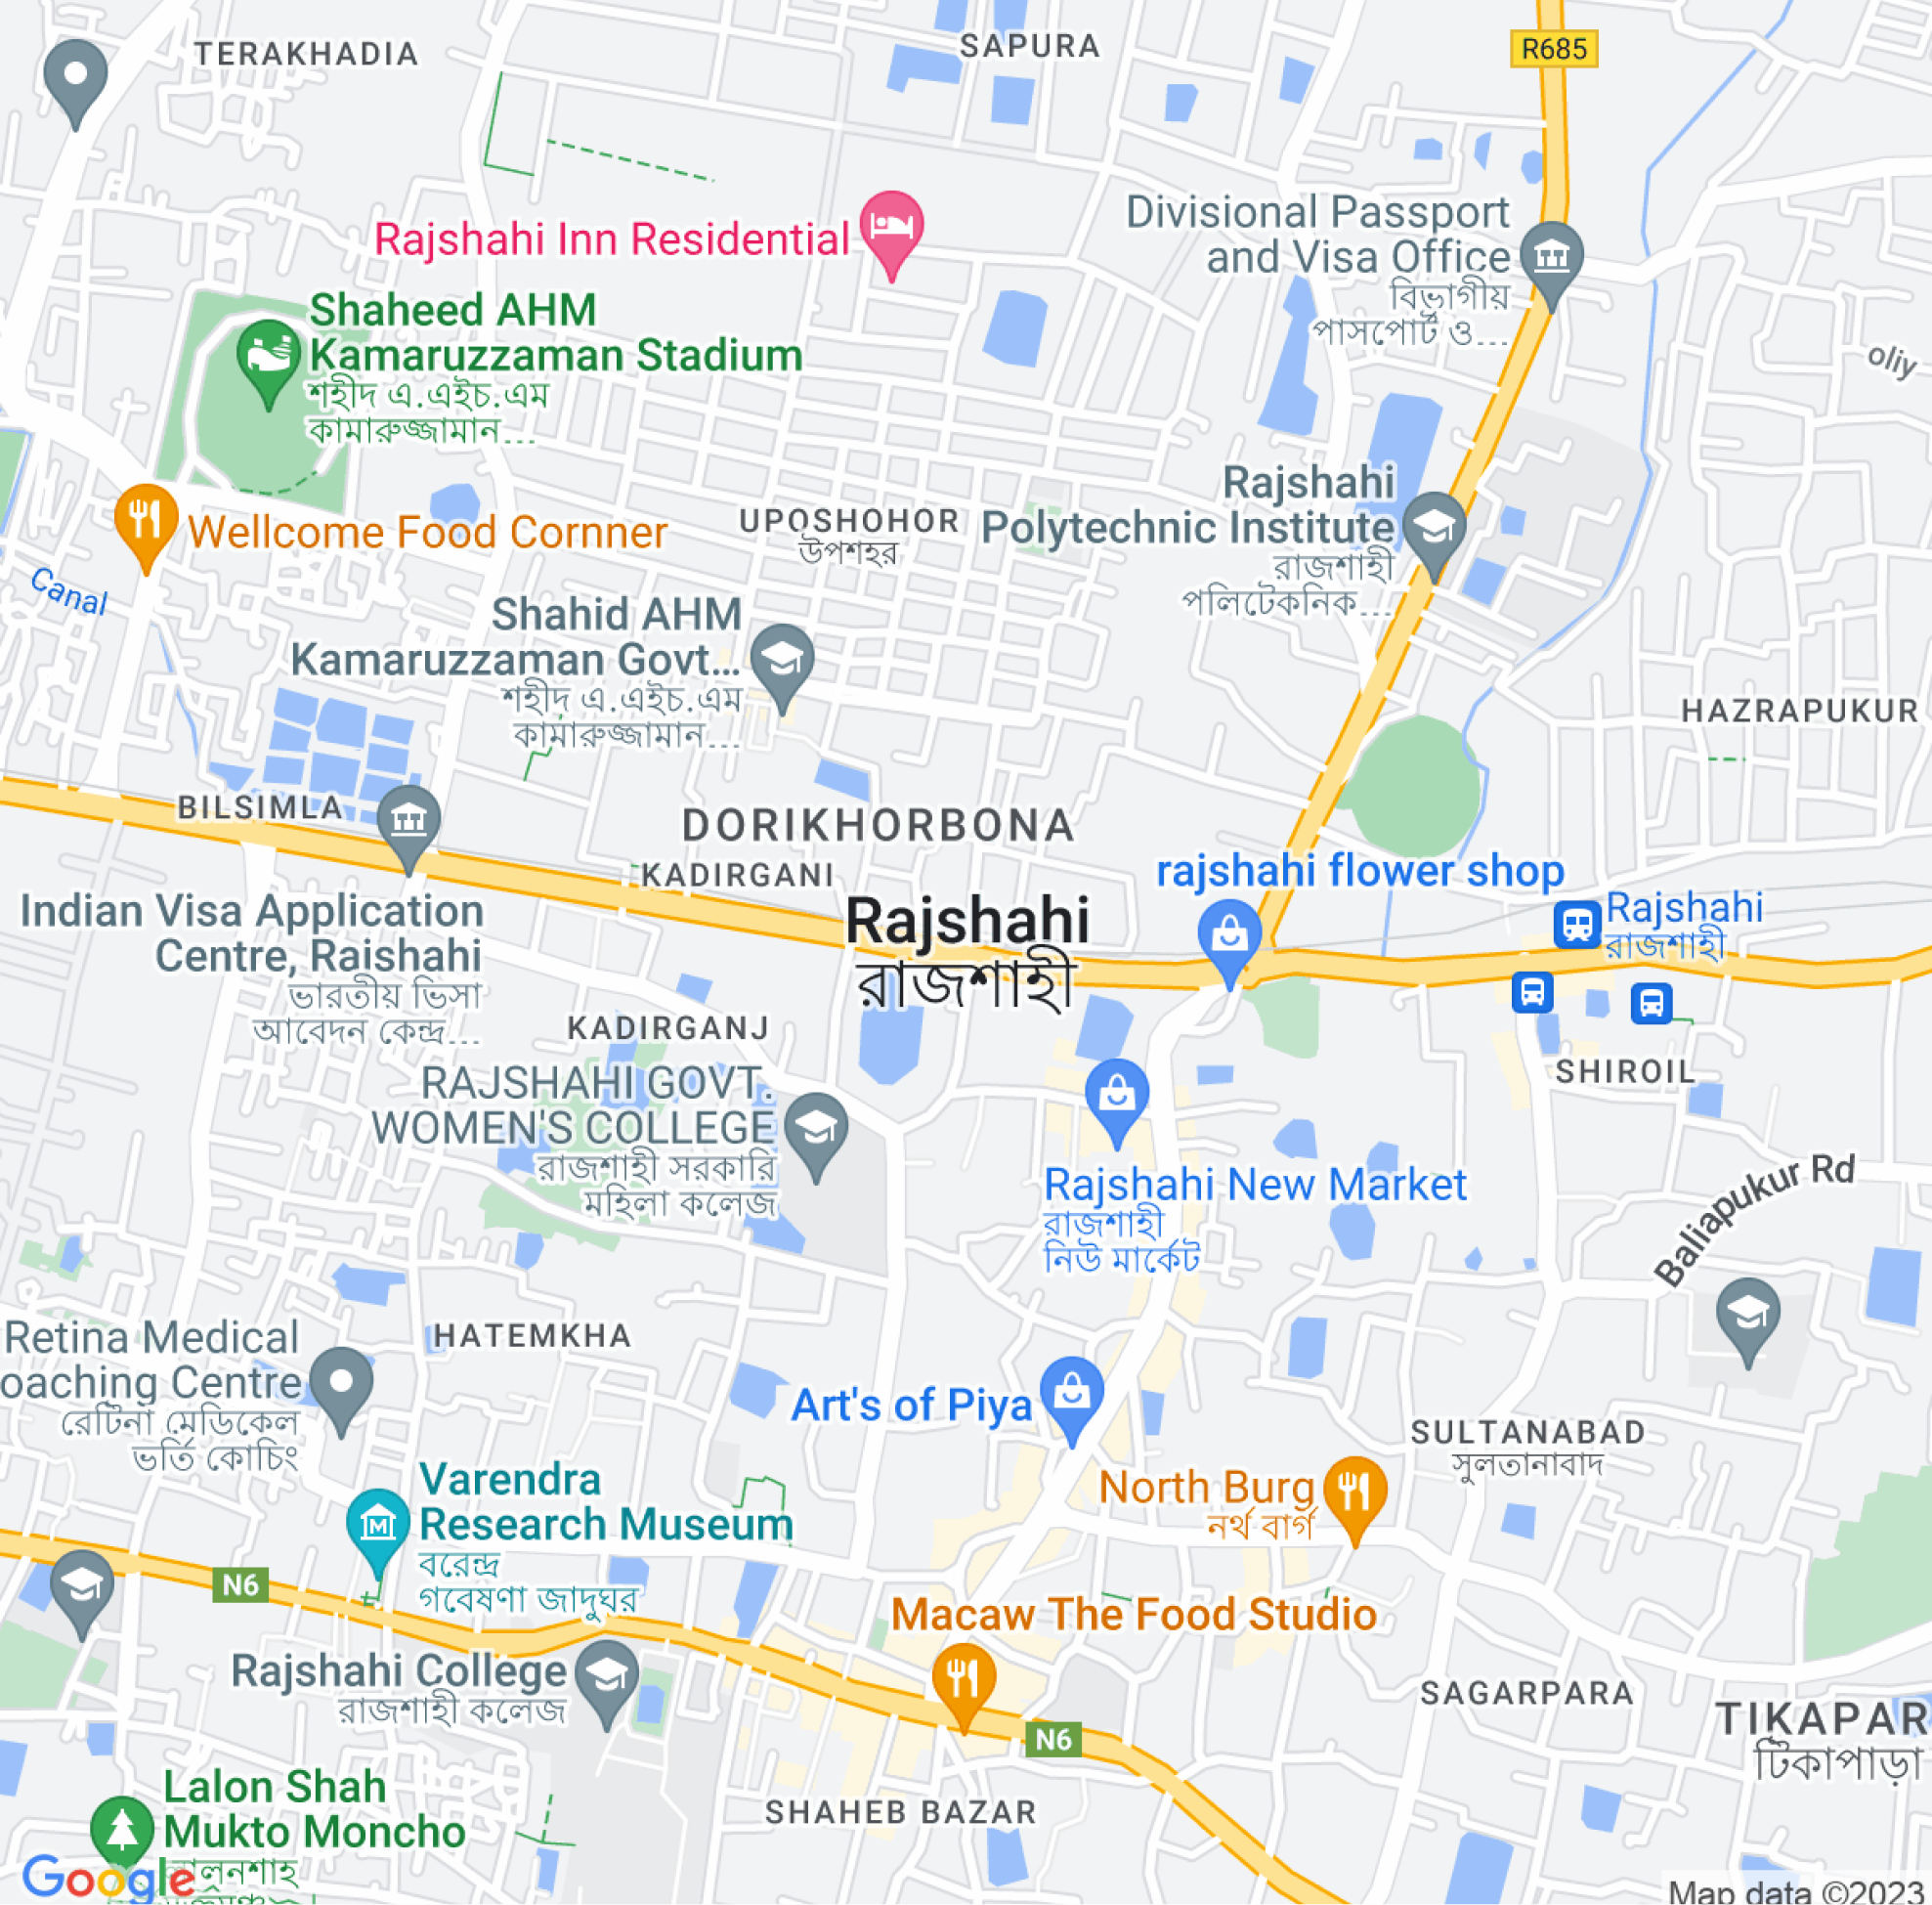 TERAKHADIA
SAPURA
R685
Rajshahi Inn Residential
Divisional Passport
and Visa Office
বিভাগীয়
পাসপোর্ট ও...
Shaheed AHM
Kamaruzzaman Stadium
শহীদ এ.এইচ.এম
কামারুজ্জামান...
oliy
Wellcome Food Cornner
UPOSHOHOR
উপশহর
Rajshahi
Polytechnic Institute
রাজশাহী
পলিটেকনিক...
Canal
Shahid AHM
Kamaruzzaman Govt...
শহীদ এ.এইচ.এম
কামারুজ্জামান...
HAZRAPUKUR
BILSIMLA
DORIKHORBONA
KADIRGANI
rajshahi flower shop
Rajshahi
রাজশাহী
Rajshahi
রাজশাহী
Indian Visa Application
Centre, Raishahi
ভারতীয় ভিসা
আবেদন কেন্দ্র...
KADIRGANJ
SHIROIL
RAJSHAHI GOVT.
WOMEN'S COLLEGE
রাজশাহী সরকারি
মহিলা কলেজ
Rajshahi New Market
রাজশাহী
নিউ মার্কেট
Baliapukur Rd
Retina Medical
oaching Centre
রেটিনা মেডিকেল
ভর্তি কোচিং
HATEMKHA
Art's of Piya
SULTANABAD
সুলতানাবাদ
North Burg
নর্থ বার্গ
Varendra
Research Museum
বরেন্দ্র
গবেষণা জাদুঘর
N6
Macaw The Food Studio
Rajshahi College
রাজশাহী কলেজ
N6
SAGARPARA
TIKAPAR
টিকাপাড়া
SHAHEB BAZAR
Lalon Shah
Mukto Moncho
লালনশাহ
Google
Map data ©2023